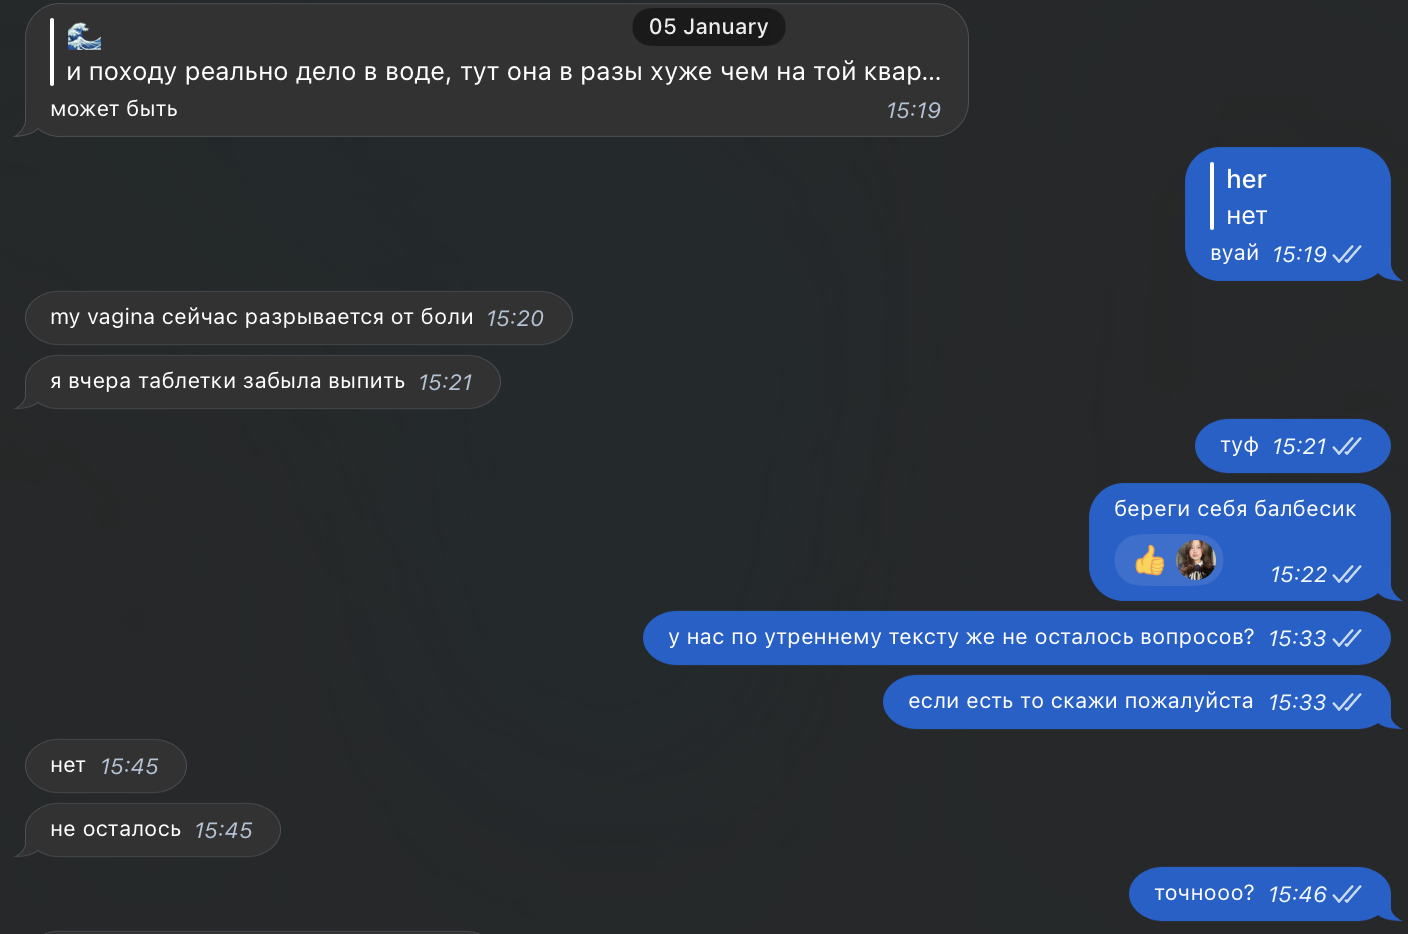 05 January
🌊
и походу реально дело в воде, тут она в разы хуже чем на той квар...
может быть 15:19
her
нет
вуай 15:19
my vagina сейчас разрывается от боли 15:20
я вчера таблетки забыла выпить 15:21
туф 15:21
береги себя балбесик
👍 15:22
у нас по утреннему тексту же не осталось вопросов? 15:33
если есть то скажи пожалуйста 15:33
нет 15:45
не осталось 15:45
точнооо? 15:46